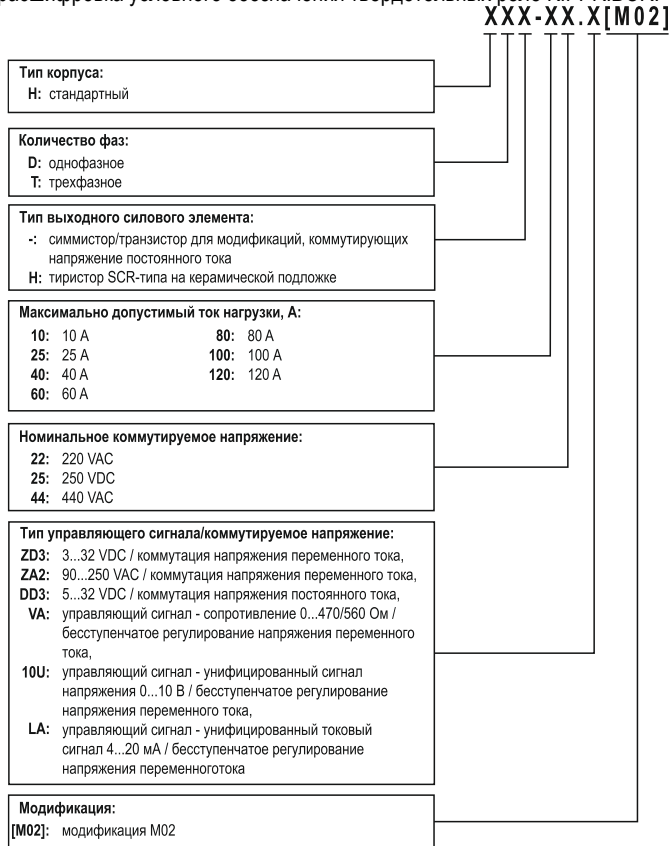 расшифровка условного обозначения твердотельных реле
XXX-XX.X[M02]
Тип корпуса:
H: стандартный
Количество фаз:
D: однофазное
T: трехфазное
Тип выходного силового элемента:
-: симмистор/транзистор для модификаций, коммутирующих
напряжение постоянного тока
H: тиристор SCR-типа на керамической подложке
Максимально допустимый ток нагрузки, А:
10: 10 А 80: 80 А
25: 25 А 100: 100 А
40: 40 А 120: 120 А
60: 60 А
Номинальное коммутируемое напряжение:
22: 220 VAC
25: 250 VDC
44: 440 VAC
Тип управляющего сигнала/коммутируемое напряжение:
ZD3: 3...32 VDC / коммутация напряжения переменного тока,
ZA2: 90...250 VAC / коммутация напряжения переменного тока,
DD3: 5...32 VDC / коммутация напряжения постоянного тока,
VA: управляющий сигнал - сопротивление 0...470/560 Ом /
бесступенчатое регулирование напряжения переменного
тока,
10U: управляющий сигнал - унифицированный сигнал
напряжения 0...10 В / бесступенчатое регулирование
напряжения переменного тока,
LA: управляющий сигнал - унифицированный токовый
сигнал 4...20 мА / бесступенчатое регулирование
напряжения переменноготока
Модификация:
[M02]: модификация M02